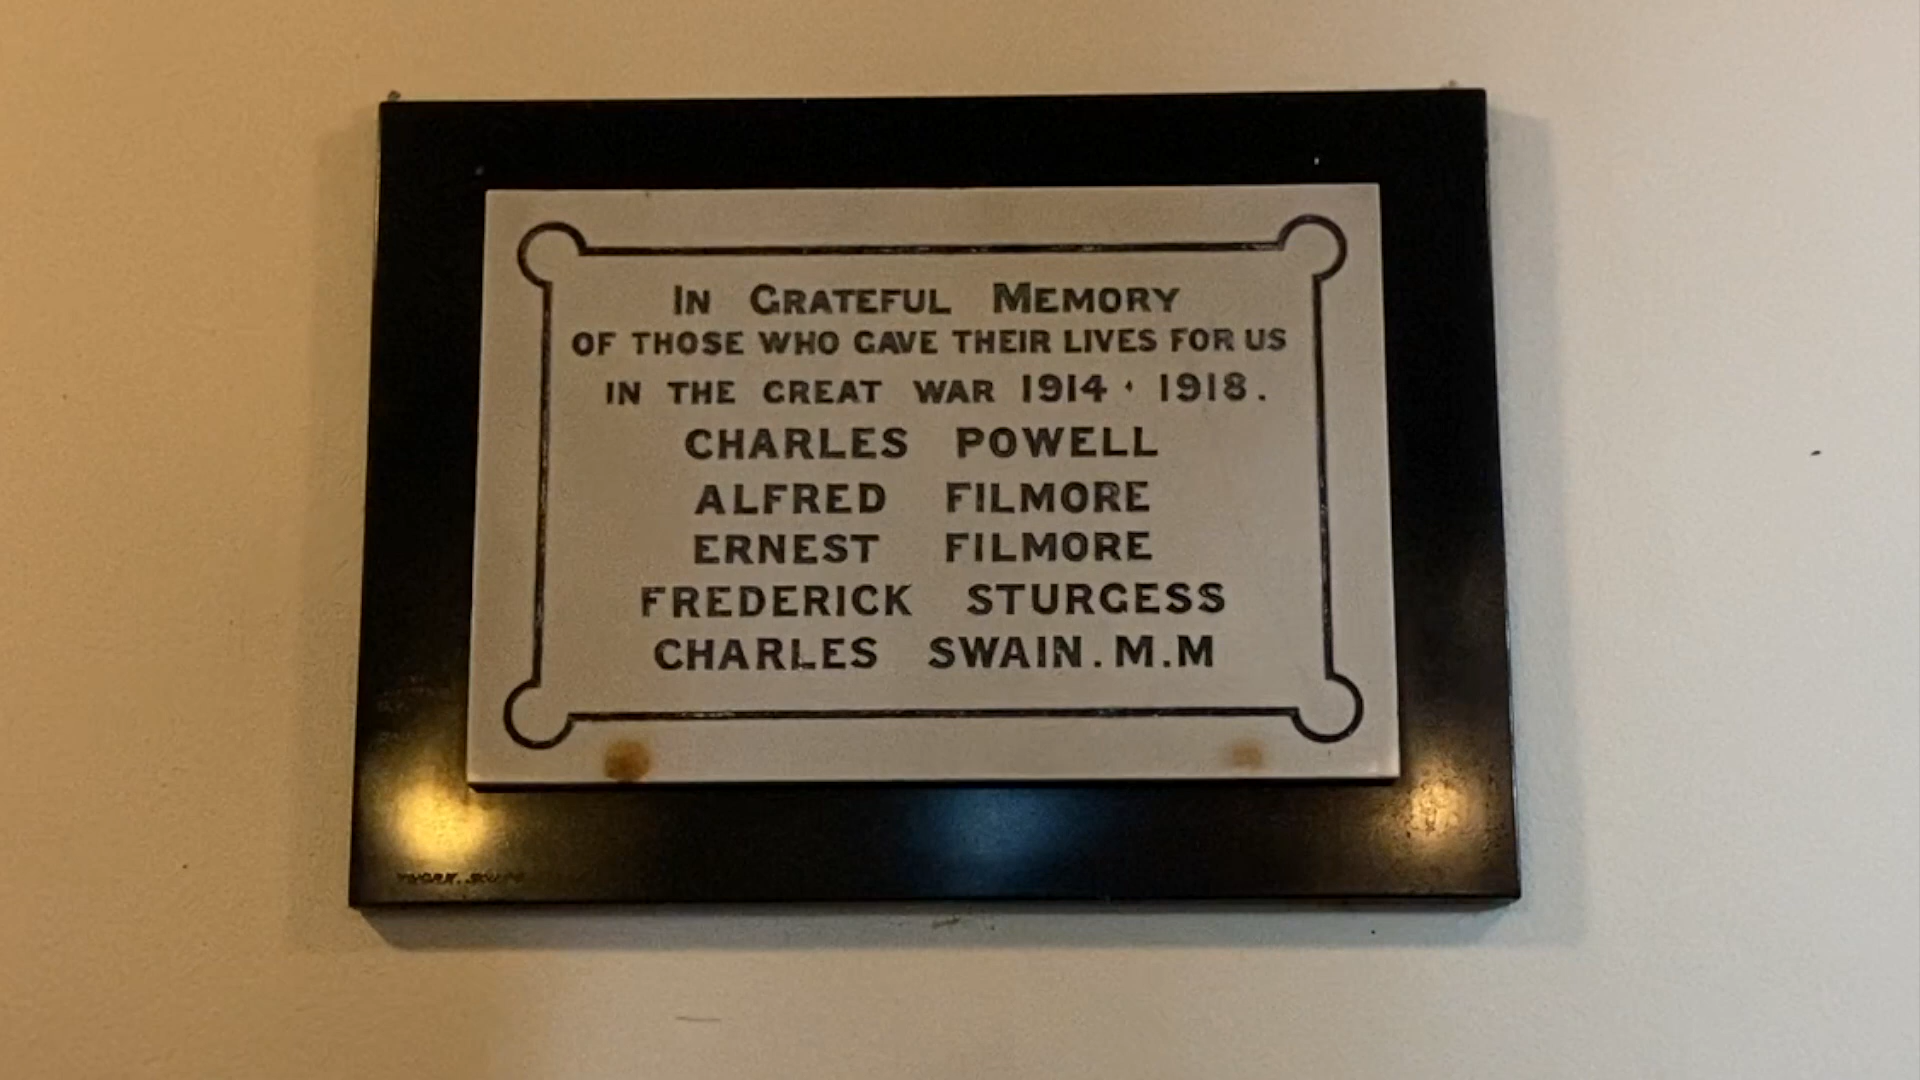 IN GRATEFUL MEMORY
OF THOSE WHO GAVE THEIR LIVES FOR US
IN THE GREAT WAR 1914 · 1918.
CHARLES POWELL
ALFRED FILMORE
ERNEST FILMORE
FREDERICK STURGESS
CHARLES SWAIN. M.M